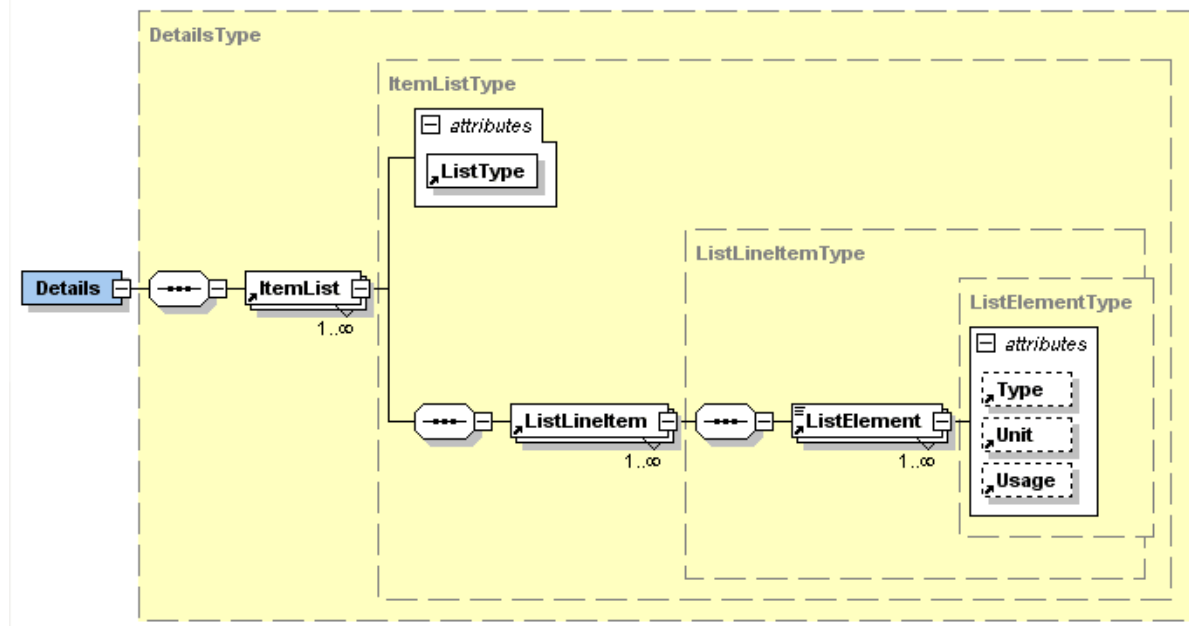 DetailsType
ItemListType
attributes
ListType
ListLineItemType
Details
ItemList
1..∞
ListElementType
attributes
Type
Unit
Usage
ListLineItem
1..∞
ListElement
1..∞